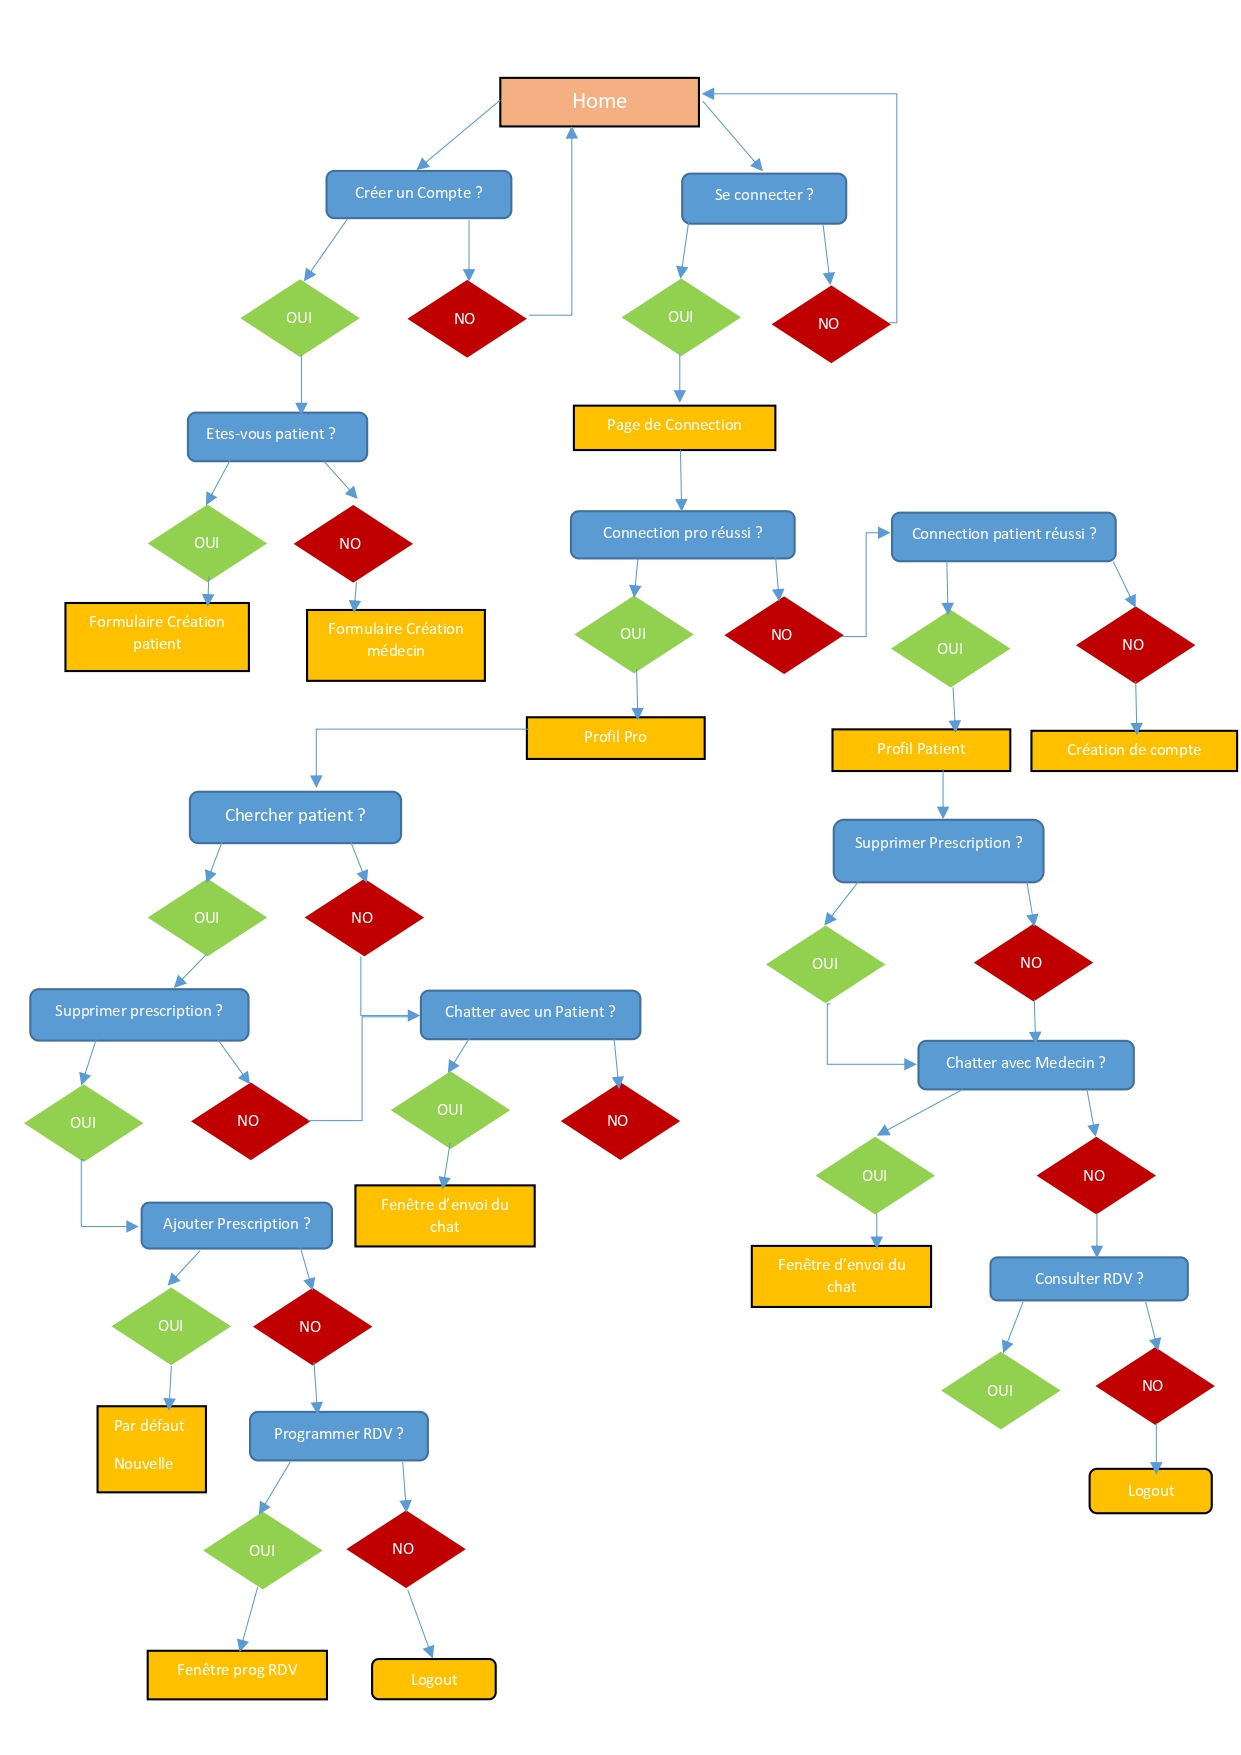 Home
Créer un Compte ?
Se connecter ?
OUI
NO
OUI
NO
Etes-vous patient ?
Page de Connection
OUI
NO
Connection pro réussi ?
Connection patient réussi ?
Formulaire Création
patient
Formulaire Création
médecin
OUI
NO
OUI
NO
Profil Pro
Profil Patient
Création de compte
Chercher patient ?
Supprimer Prescription ?
OUI
NO
OUI
NO
Supprimer prescription ?
Chatter avec un Patient ?
Chatter avec Medecin ?
OUI
NO
OUI
NO
OUI
NO
Ajouter Prescription ?
Fenêtre d’envoi du
chat
Fenêtre d’envoi du
chat
Consulter RDV ?
OUI
NO
OUI
NO
Par défaut
Nouvelle
Programmer RDV ?
Logout
OUI
NO
Fenêtre prog RDV
Logout